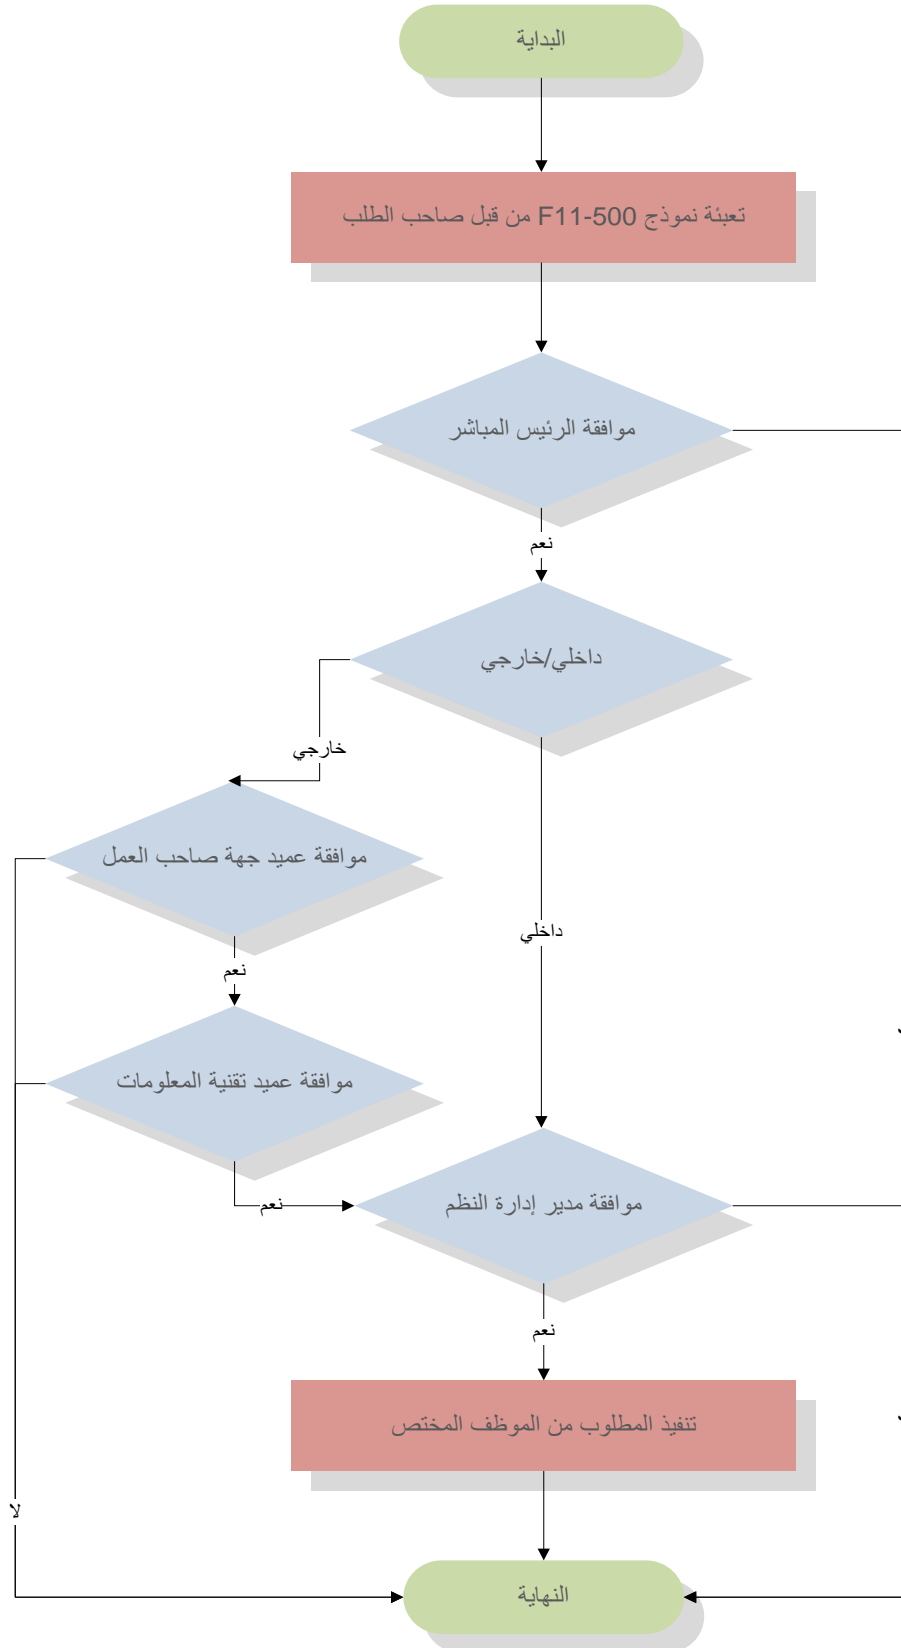 البداية
تعبئة نموذج F11-500 من قبل صاحب الطلب
موافقة الرئيس المباشر
نعم
داخلي/خارجي
خارجي
موافقة عميد جهة صاحب العمل
داخلي
نعم
موافقة عميد تقنية المعلومات
موافقة مدير إدارة النظم
نعم
نعم
تنفيذ المطلوب من الموظف المختص
لا
النهاية